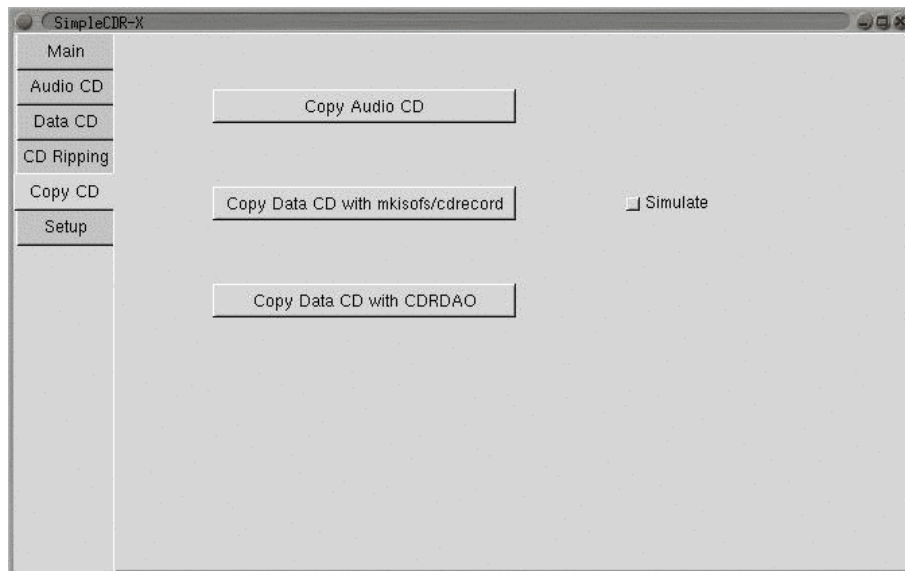 SimpleCDR-X
Main
Audio CD
Data CD
CD Ripping
Copy CD
Setup
Copy Audio CD
Copy Data CD with mkisofs/cdrecord
Simulate
Copy Data CD with CDRDAO